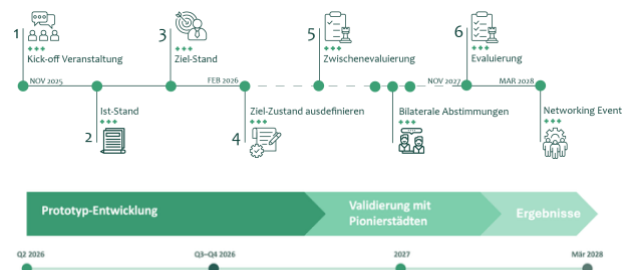 1
Kick-off Veranstaltung
3
Ziel-Stand
5
Zwischenevaluierung
6
Evaluierung
NOV 2025
FEB 2026
NOV 2027
MAR 2028
Ist-Stand
2
Ziel-Zustand ausdefinieren
4
Bilaterale Abstimmungen
Networking Event
Prototyp-Entwicklung
Validierung mit
Pionierstädten
Ergebnisse
Q2 2026
Q3–Q4 2026
2027
Mär 2028